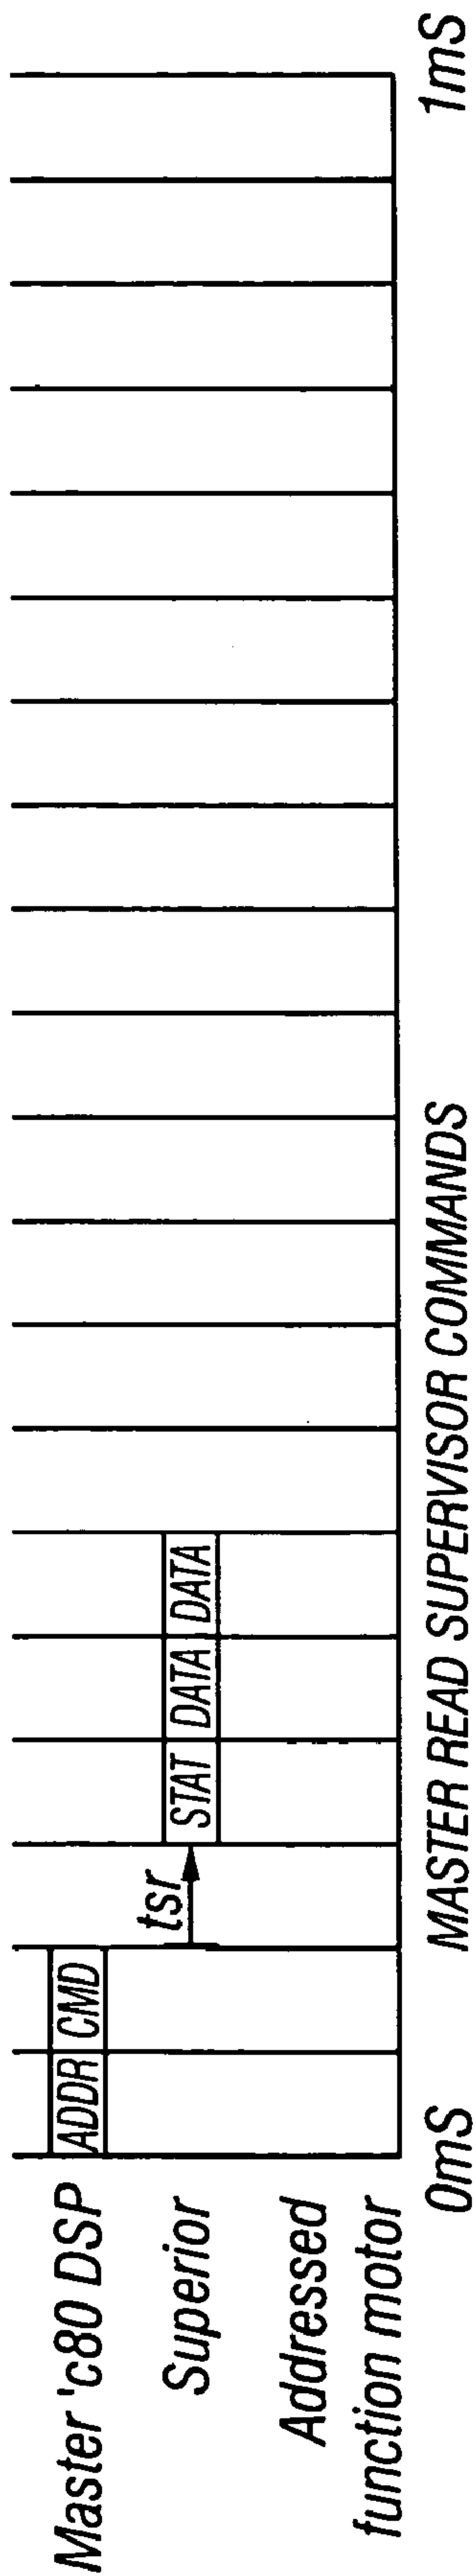 Master 'c80 DSP
ADDR CMD
Superior
tsr
STAT DATA DATA
Addressed
function motor
0mS
MASTER READ SUPERVISOR COMMANDS
1mS